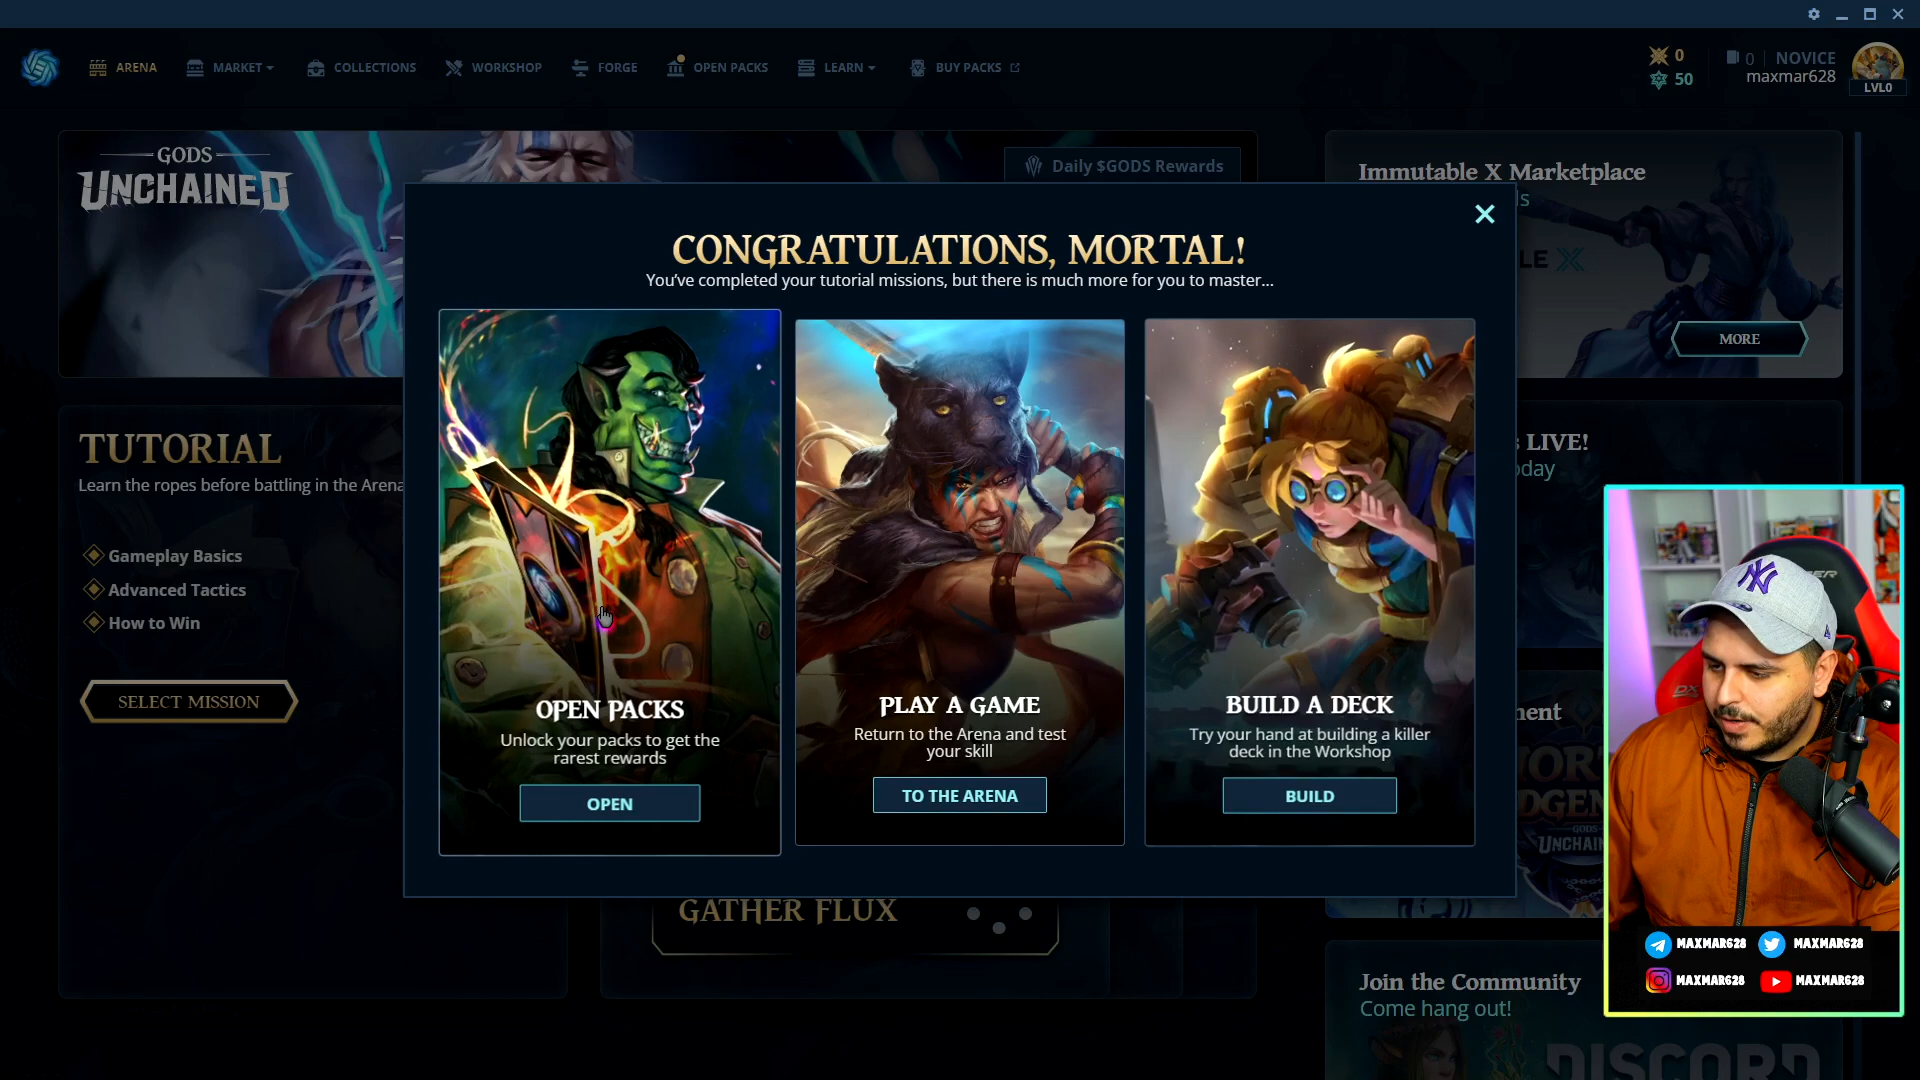 ARENA
MARKET
COLLECTIONS
WORKSHOP
FORGE
OPEN PACKS
LEARN
BUY PACKS
0
50
0
NOVICE
maxmar628
LVL0
GODS
UNCHAINED
Daily $GODS Rewards
Immutable X Marketplace
LE X
MORE
CONGRATULATIONS, MORTAL!
You've completed your tutorial missions, but there is much more for you to master...
TUTORIAL
Learn the ropes before battling in the Arena
Gameplay Basics
Advanced Tactics
How to Win
SELECT MISSION
OPEN PACKS
Unlock your packs to get the
rarest rewards
OPEN
PLAY A GAME
Return to the Arena and test
your skill
TO THE ARENA
BUILD A DECK
Try your hand at building a killer
deck in the Workshop
BUILD
LIVE!
GATHER FLUX
GODS
UNCHAIN
NY
MAXMAR628
MAXMAR628
MAXMAR628
MAXMAR628
Join the Community
Come hang out!
DISCORD